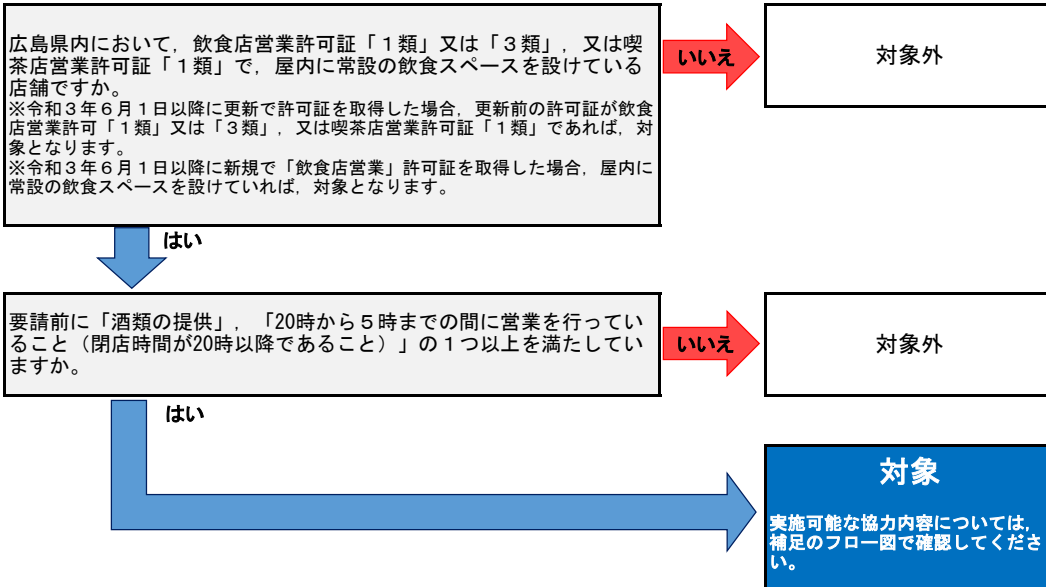 広島県内において，飲食店営業許可証「１類」又は「３類」，又は喫
茶店営業許可証「１類」で，屋内に常設の飲食スペースを設けている
店舗ですか。
※令和３年６月１日以降に更新で許可証を取得した場合，更新前の許可証が飲食
店営業許可「１類」又は「３類」，又は喫茶店営業許可証「１類」であれば，対
象となります。
※令和３年６月１日以降に新規で「飲食店営業」許可証を取得した場合，屋内に
常設の飲食スペースを設けていれば，対象となります。
いいえ
対象外
はい
要請前に「酒類の提供」，「20時から５時までの間に営業を行ってい
ること（閉店時間が20時以降であること）」の１つ以上を満たしてい
ますか。
いいえ
対象外
はい
対象
実施可能な協力内容については，
補足のフロー図で確認してくださ
い。